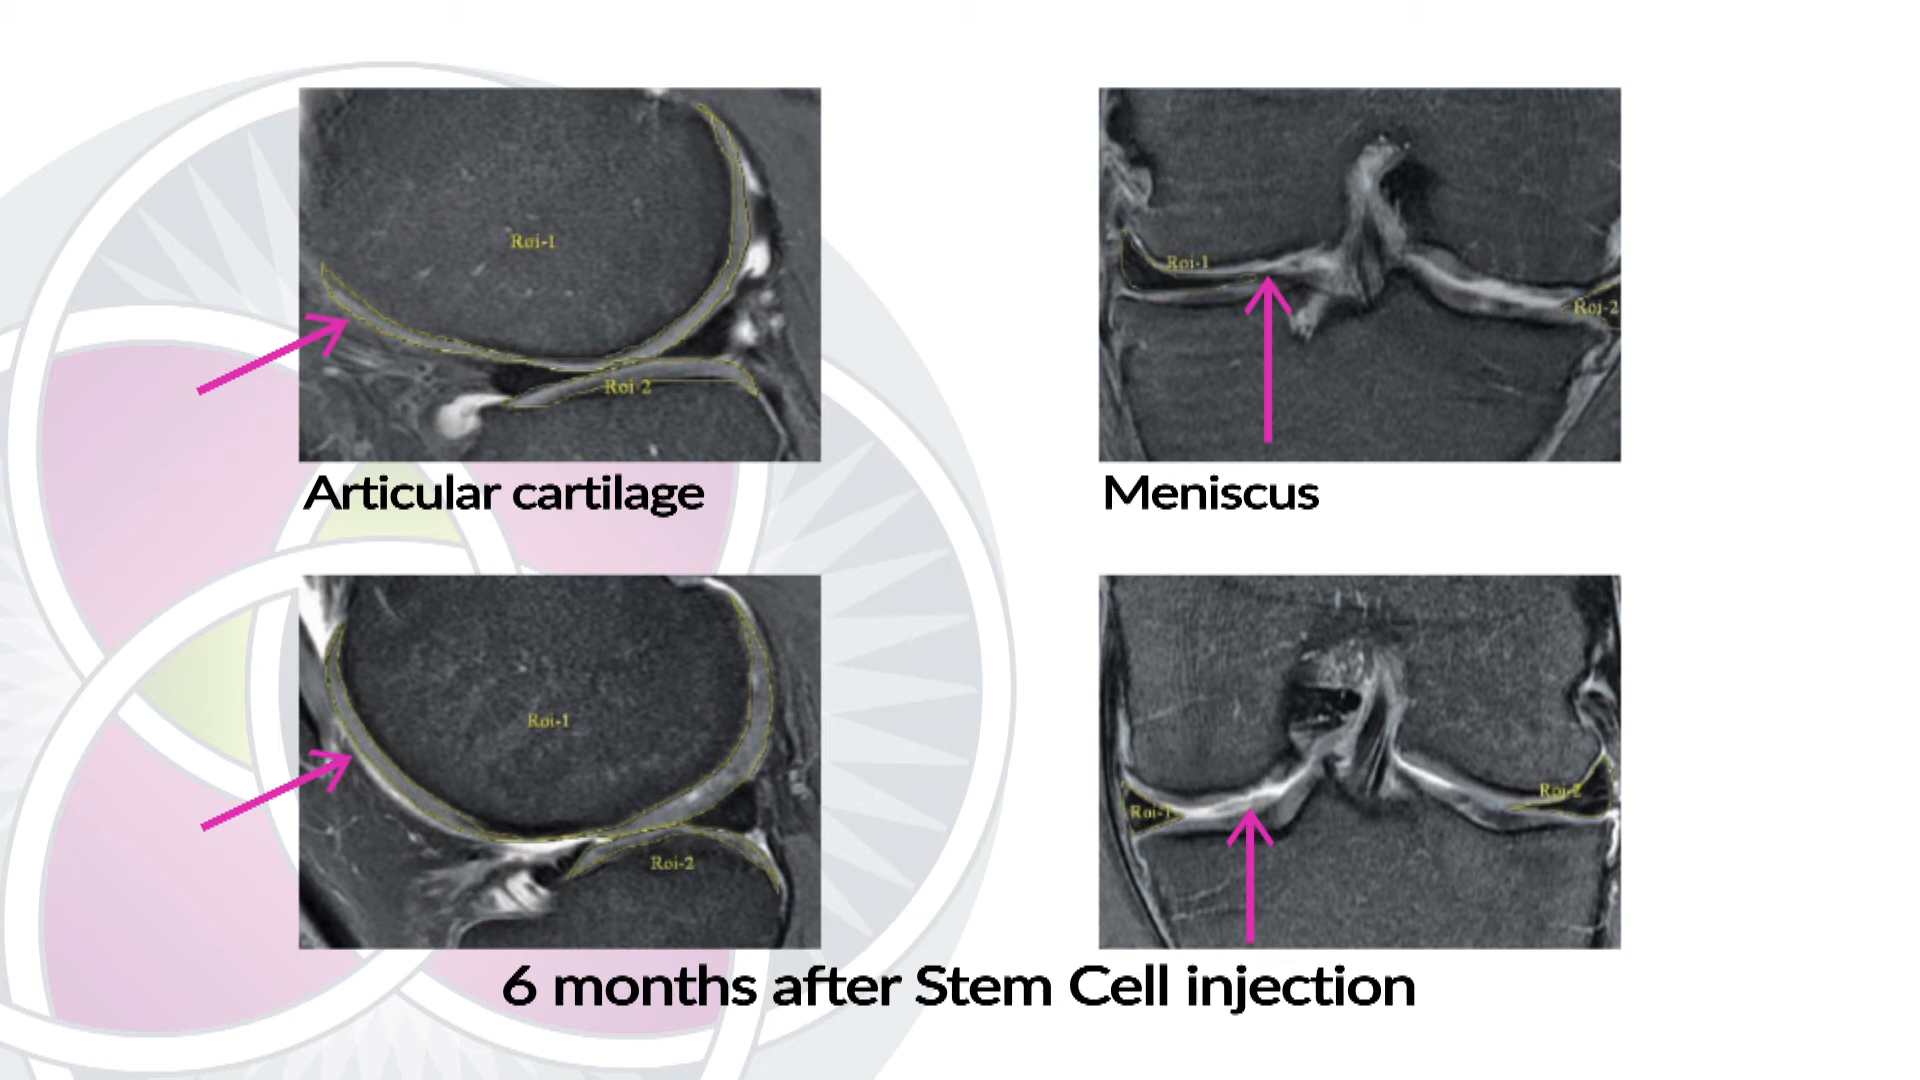 Roi-1
Roi-2
Roi-1
Roi-2
Articular cartilage
Meniscus
Roi-1
Roi-2
Roi-1
Roi-2
6 months after Stem Cell injection